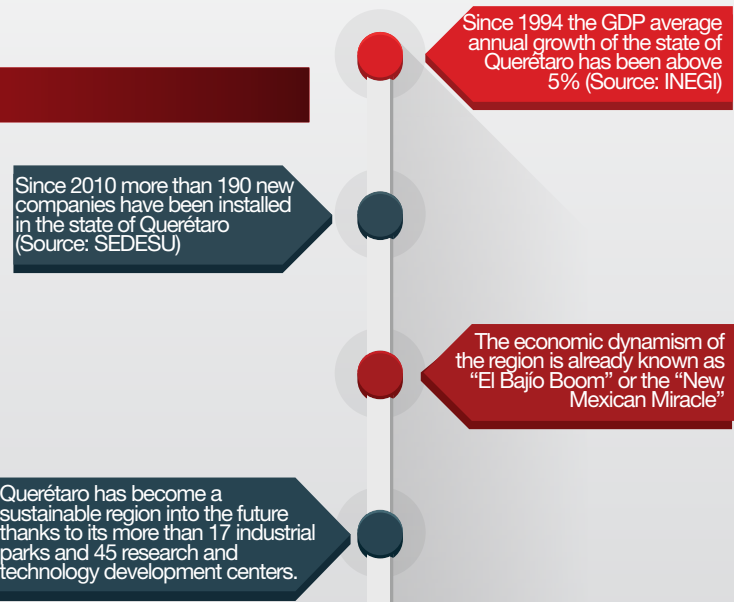 Since 1994 the GDP average
annual growth of the state of
Querétaro has been above
5% (Source: INEGI)
Since 2010 more than 190 new
companies have been installed
in the state of Querétaro
(Source: SEDESU)
The economic dynamism of
the region is already known as
“El Bajío Boom” or the “New
Mexican Miracle”
Querétaro has become a
sustainable region into the future
thanks to its more than 17 industrial
parks and 45 research and
technology development centers.